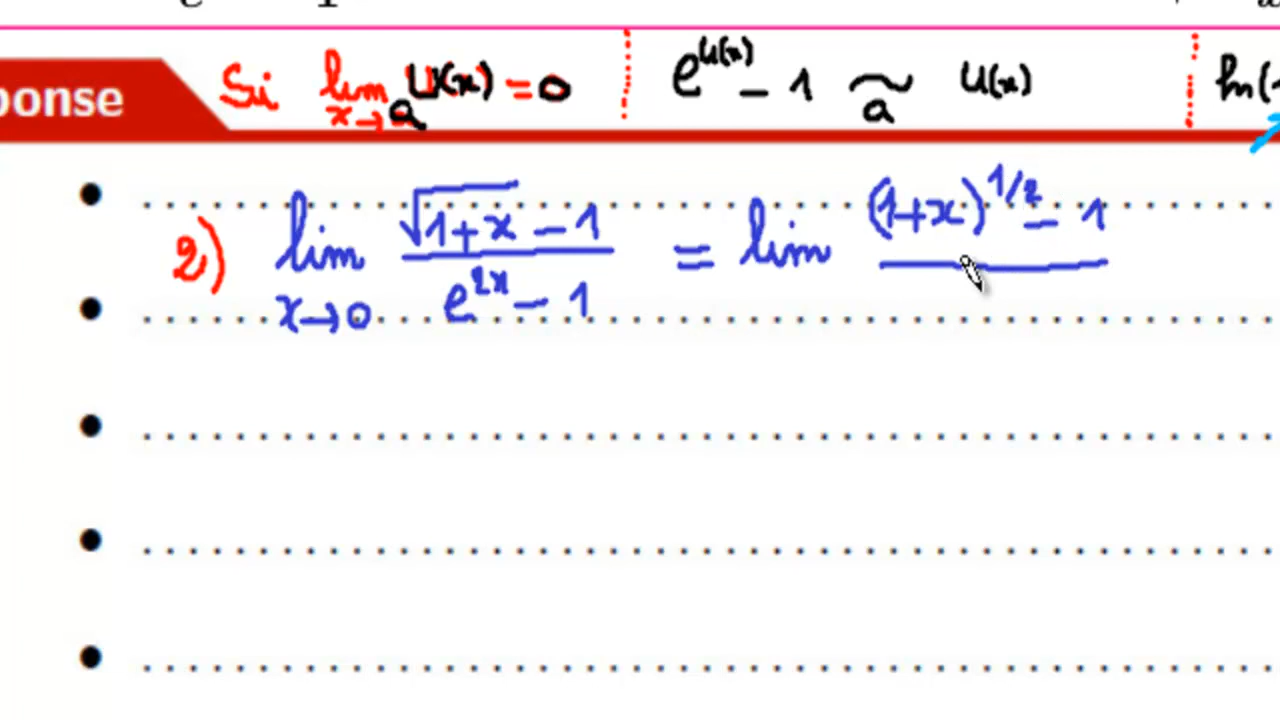 ponse Si lim x→a U(x) = 0 e^{U(x)} - 1 ~ a U(x)
2) lim x→0 (√(1+x) - 1)/(e^{2x} - 1) = lim (1+x)^{1/2} - 1